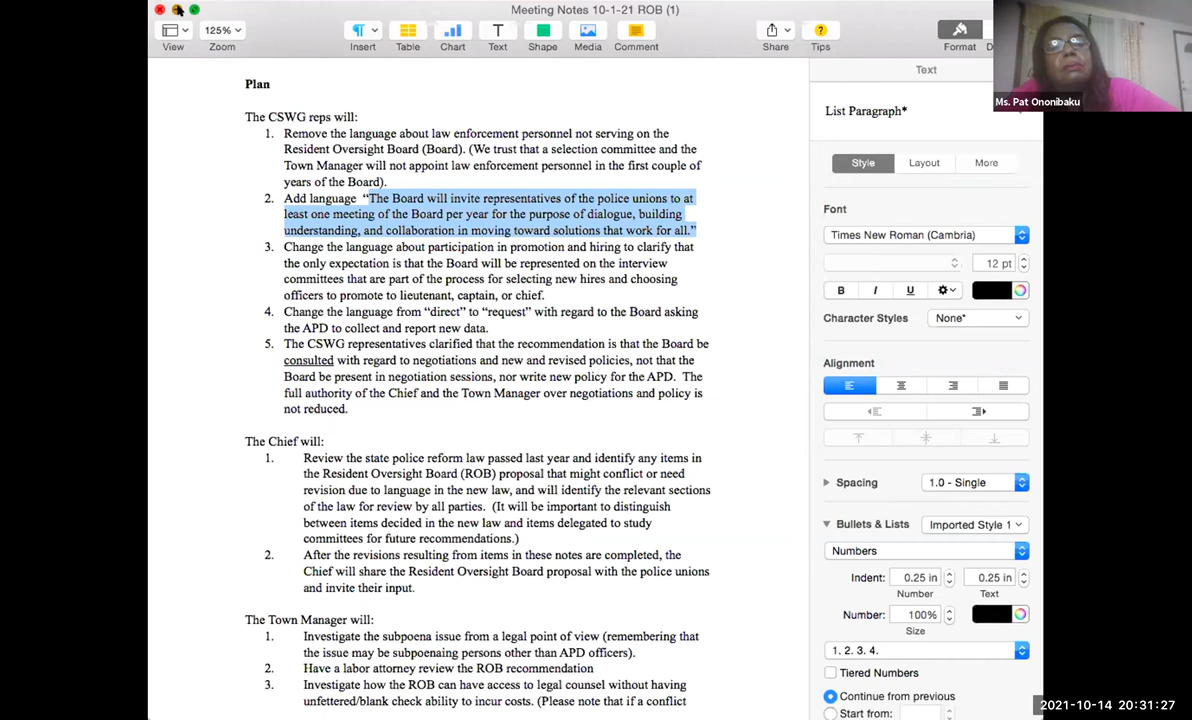 Meeting Notes 10-1-21 ROB (1)
125%
View
Zoom
Insert
Table
Chart
Text
Shape
Media
Comment
Share
Tips
Format
D
Ms. Pat Ononibaku
Plan
The CSWG reps will:
1. Remove the language about law enforcement personnel not serving on the
Resident Oversight Board (Board). (We trust that a selection committee and the
Town Manager will not appoint law enforcement personnel in the first couple of
years of the Board).
2. Add language “The Board will invite representatives of the police unions to at
least one meeting of the Board per year for the purpose of dialogue, building
understanding, and collaboration in moving toward solutions that work for all.”
3. Change the language about participation in promotion and hiring to clarify that
the only expectation is that the Board will be represented on the interview
committees that are part of the process for selecting new hires and choosing
officers to promote to lieutenant, captain, or chief.
4. Change the language from “direct” to “request” with regard to the Board asking
the APD to collect and report new data.
5. The CSWG representatives clarified that the recommendation is that the Board be
consulted with regard to negotiations and new and revised policies, not that the
Board be present in negotiation sessions, nor write new policy for the APD. The
full authority of the Chief and the Town Manager over negotiations and policy is
not reduced.
The Chief will:
1. Review the state police reform law passed last year and identify any items in
the Resident Oversight Board (ROB) proposal that might conflict or need
revision due to language in the new law, and will identify the relevant sections
of the law for review by all parties. (It will be important to distinguish
between items decided in the new law and items delegated to study
committees for future recommendations.)
2. After the revisions resulting from items in these notes are completed, the
Chief will share the Resident Oversight Board proposal with the police unions
and invite their input.
The Town Manager will:
1. Investigate the subpoena issue from a legal point of view (remembering that
the issue may be subpoenaing persons other than APD officers).
2. Have a labor attorney review the ROB recommendation
3. Investigate how the ROB can have access to legal counsel without having
unfettered/blank check ability to incur costs. (Please note that if a conflict
Text
List Paragraph*
Style
Layout
More
Font
Times New Roman (Cambria)
12 pt
B
I
U
Character Styles
None*
Alignment
Spacing
1.0 - Single
Bullets & Lists
Imported Style 1
Numbers
Indent:
0.25 in
0.25 in
Number
Text
Number:
100%
Size
1. 2. 3. 4.
Tiered Numbers
Continue from previous
Start from:
2021-10-14 20:31:27